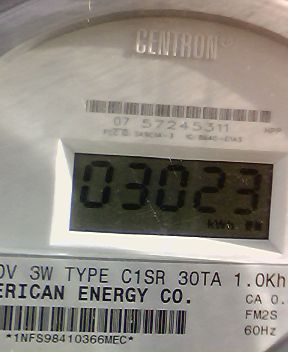 CENTRON®
07 57245311 HPP
03023
kWh
0V 3W TYPE C1SR 30TA 1.0Kh
ERICAN ENERGY CO. CA 0.
FM2S
60Hz
*1NFS98410366MEC*